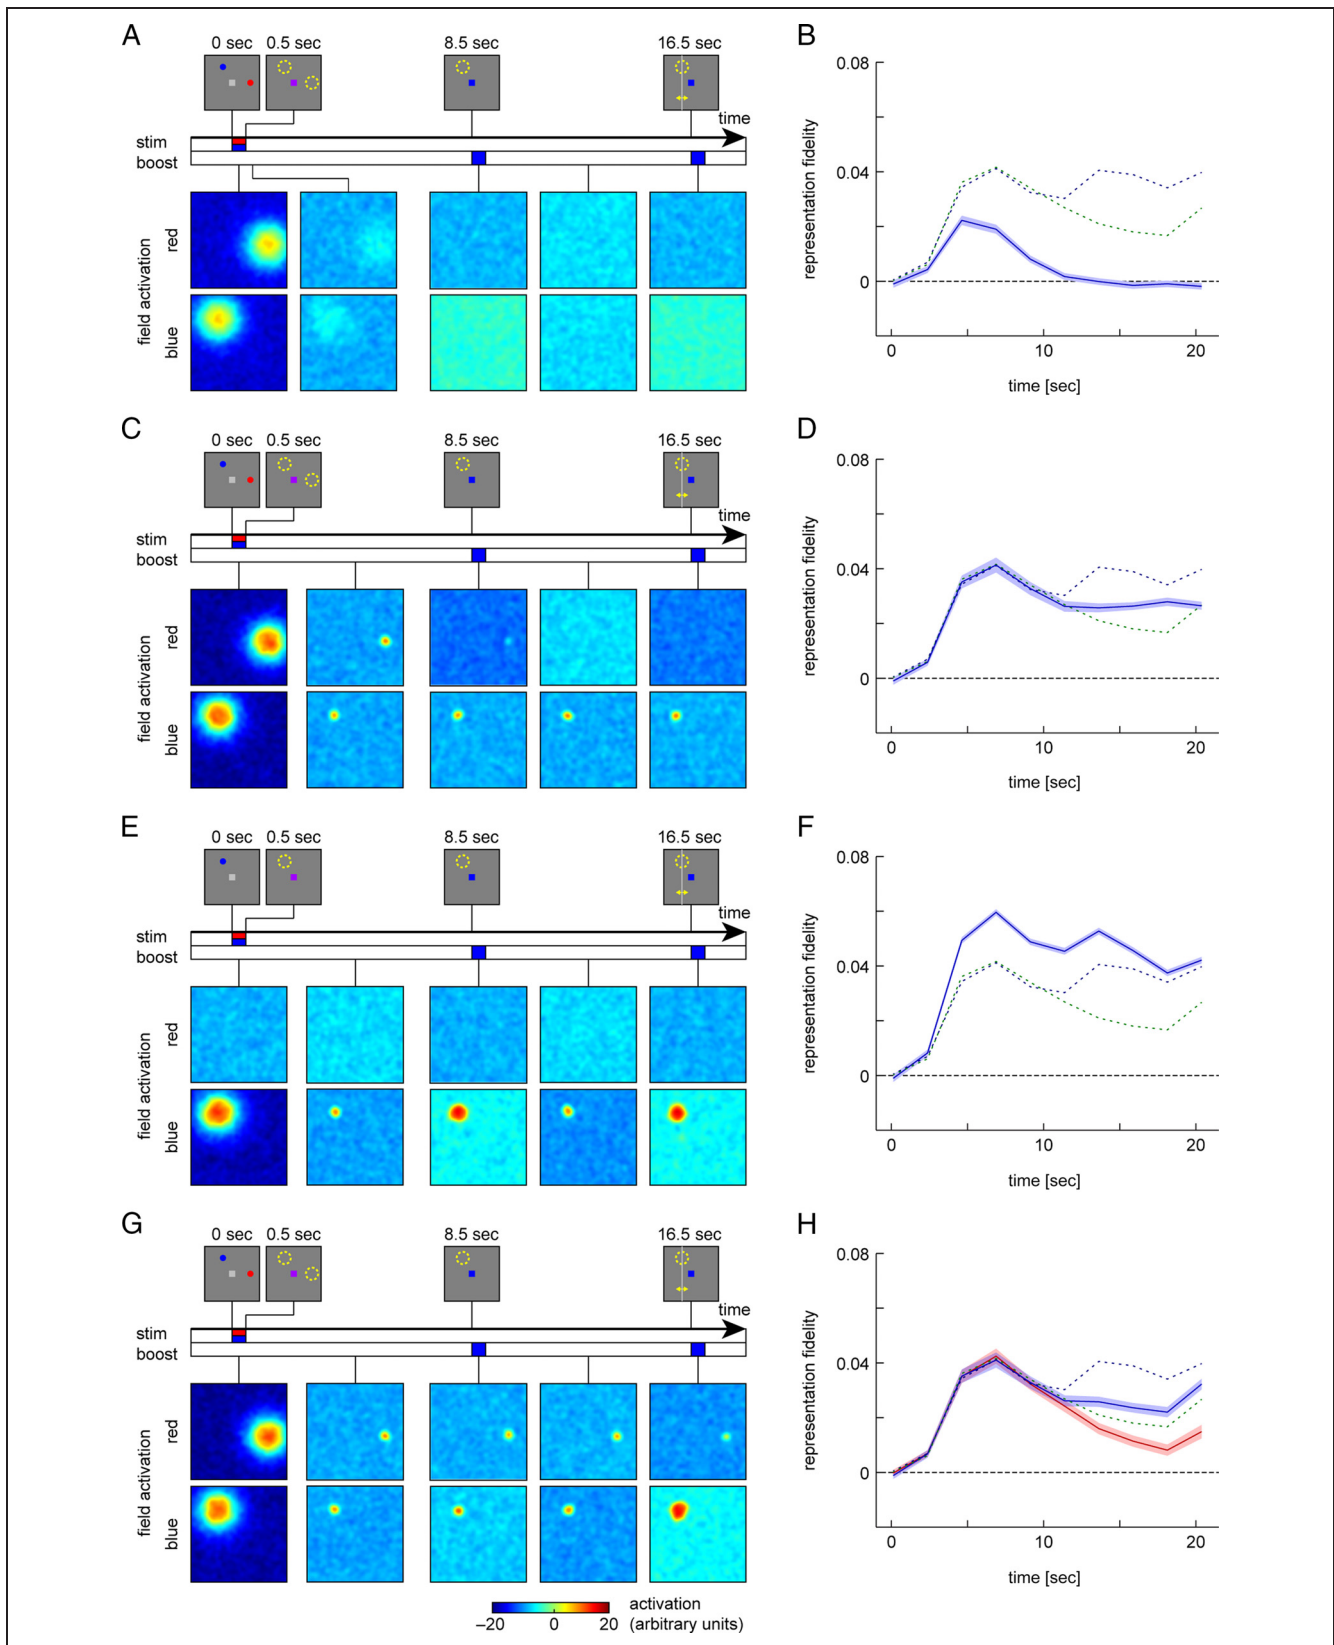 A
0 sec 0.5 sec 8.5 sec 16.5 sec
time
stim
boost
field activation
red
blue
B
representation fidelity
0.08
0.04
0
0 10 20
time [sec]
C
0 sec 0.5 sec 8.5 sec 16.5 sec
time
stim
boost
field activation
red
blue
D
representation fidelity
0.08
0.04
0
0 10 20
time [sec]
E
0 sec 0.5 sec 8.5 sec 16.5 sec
time
stim
boost
field activation
red
blue
F
representation fidelity
0.08
0.04
0
0 10 20
time [sec]
G
0 sec 0.5 sec 8.5 sec 16.5 sec
time
stim
boost
field activation
red
blue
H
representation fidelity
0.08
0.04
0
0 10 20
time [sec]
activation
(arbitrary units)
–20 0 20